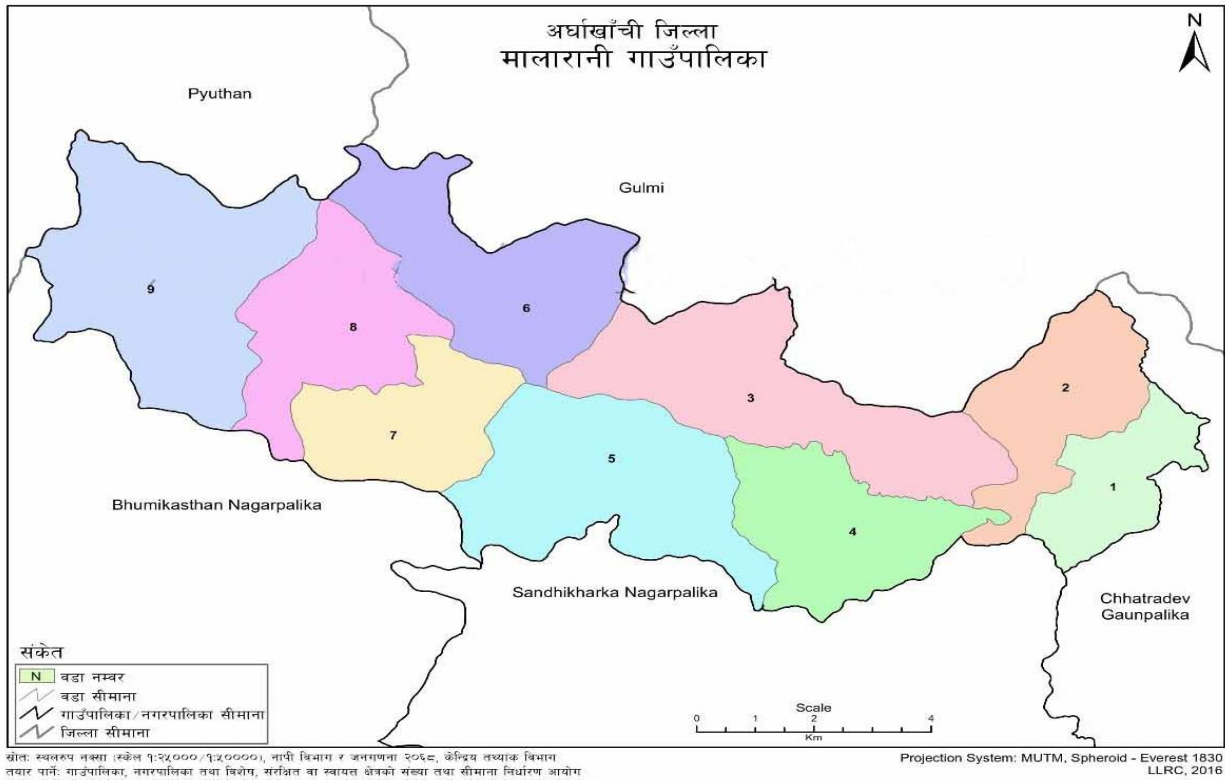 अर्घाखाँची जिल्ला
मालारानी गाउँपालिका
N
Pyuthan
Gulmi
9
8
6
7
3
2
5
1
4
Bhumikasthan Nagarpalika
Sandhikharka Nagarpalika
Chhatradev
Gaunpalika
संकेत
N वडा नम्वर
वडा सीमाना
गाउँपालिका/नगरपालिका सीमाना
जिल्ला सीमाना
Scale
0 1 2 4
Km
स्रोत: स्थलरुप नक्सा (स्केल १:२५००० /१:५००००), नापी विभाग र जनगणना २०६८, केन्द्रिय तथ्यांक विभाग
तयार पार्ने: गाउँपालिका, नगरपालिका तथा विशेष, संरक्षित वा स्वायत्त क्षेत्रको संख्या तथा सीमाना निर्धारण आयोग
Projection System: MUTM, Spheroid - Everest 1830
LLRC, 2016